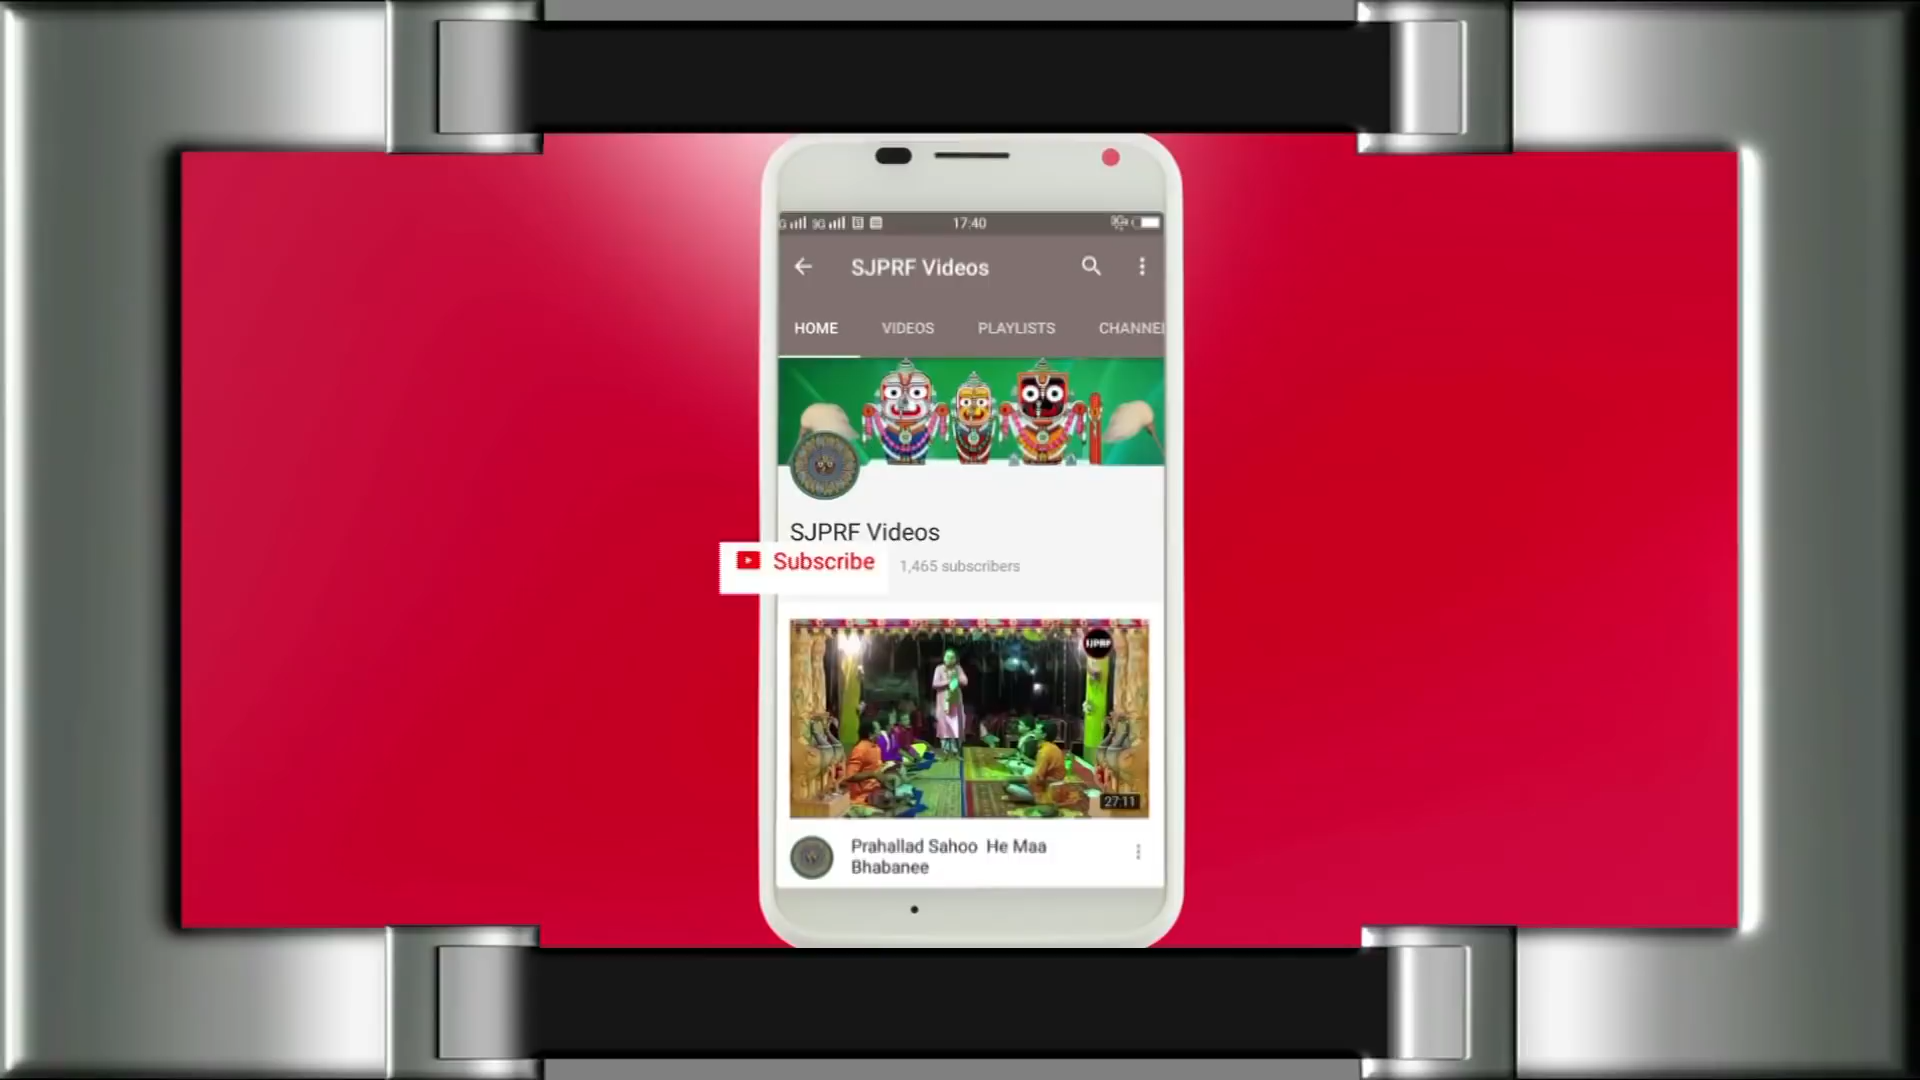 G 3G 17:40
SJPRF Videos
HOME VIDEOS PLAYLISTS CHANNEL
SJPRF Videos
Subscribe 1,465 subscribers
SJPRF
27:11
Prahallad Sahoo He Maa
Bhabanee